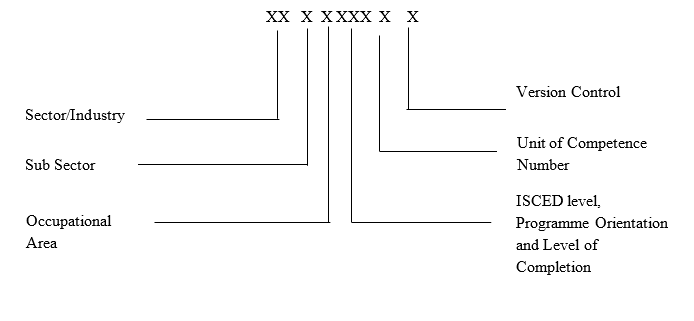 XX X X XXX X X
Version Control
Sector/Industry
Unit of Competence
Number
Sub Sector
ISCED level,
Programme Orientation
and Level of
Completion
Occupational
Area